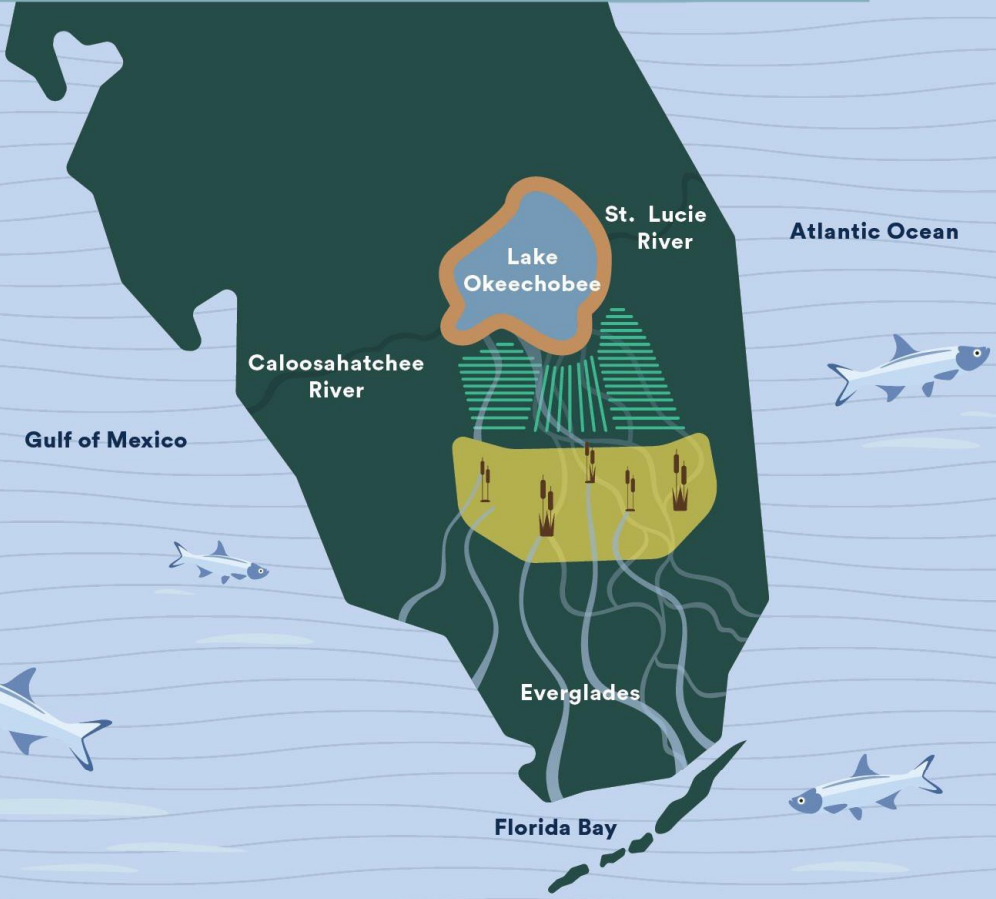 St. Lucie
River
Atlantic Ocean
Lake
Okeechobee
Caloosahatchee
River
Gulf of Mexico
Everglades
Florida Bay